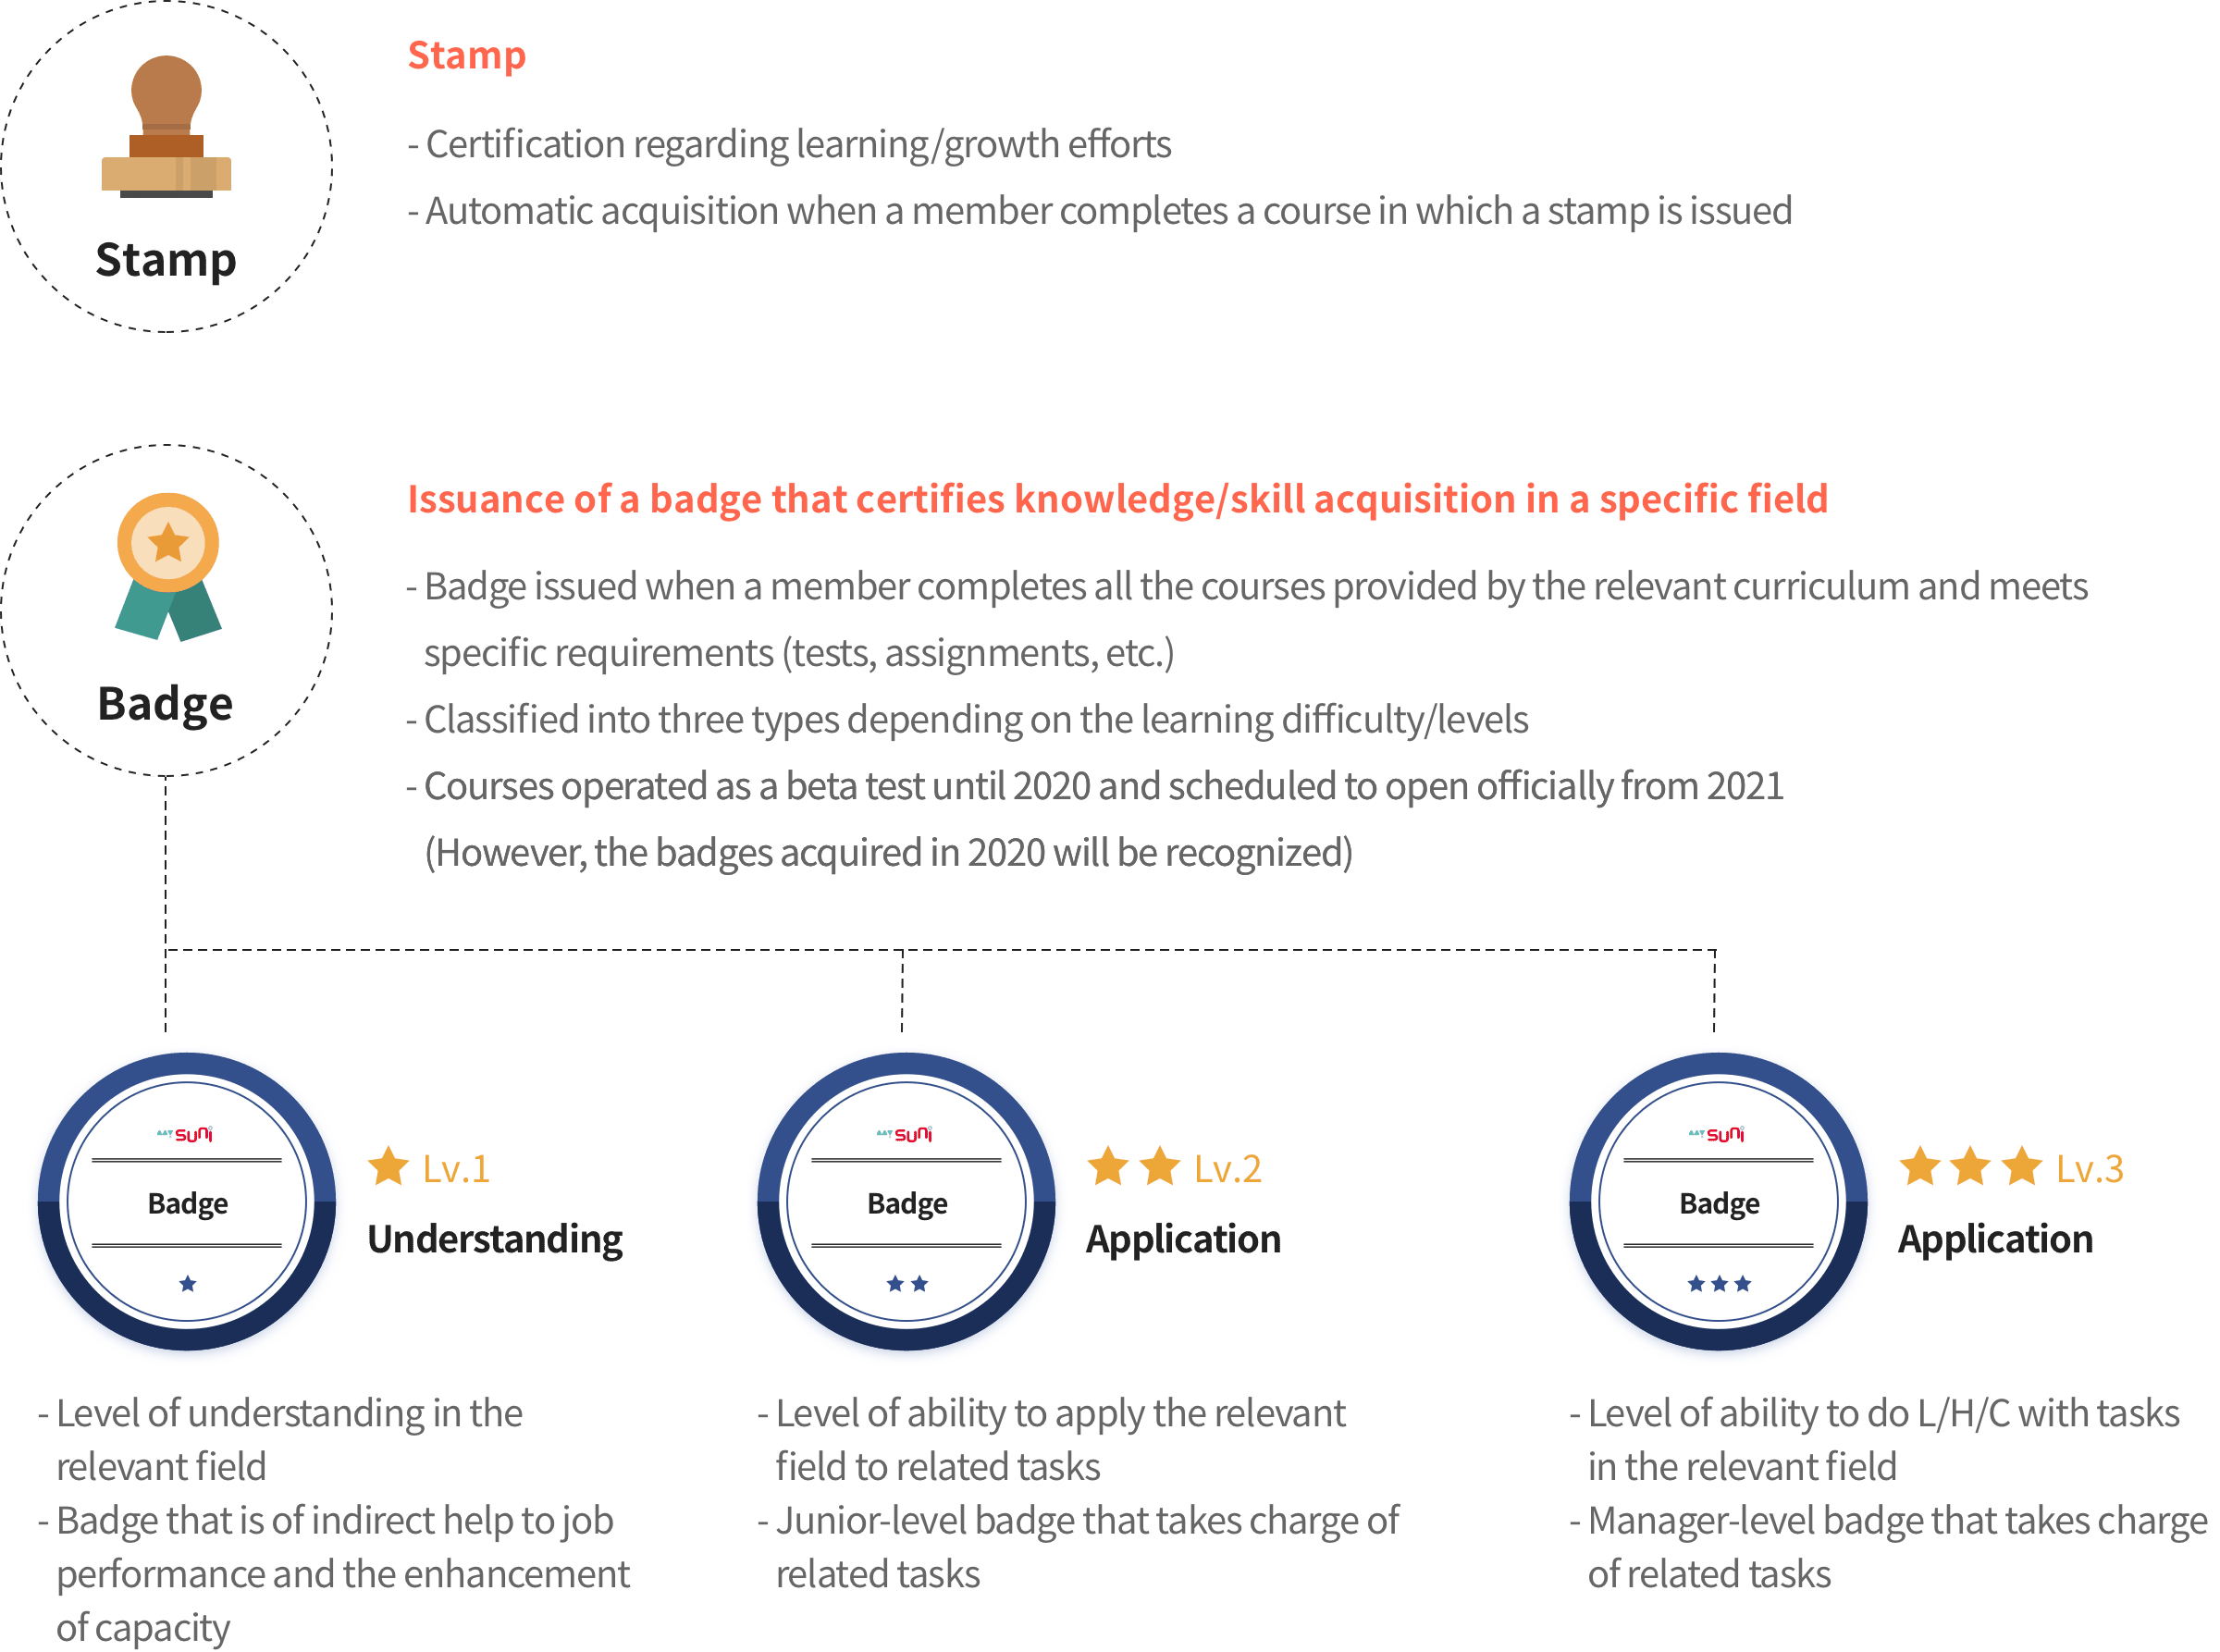 Stamp
Stamp
- Certification regarding learning/growth efforts
- Automatic acquisition when a member completes a course in which a stamp is issued
Badge
Issuance of a badge that certifies knowledge/skill acquisition in a specific field
- Badge issued when a member completes all the courses provided by the relevant curriculum and meets
specific requirements (tests, assignments, etc.)
- Classified into three types depending on the learning difficulty/levels
- Courses operated as a beta test until 2020 and scheduled to open officially from 2021
(However, the badges acquired in 2020 will be recognized)
suni
Badge
Lv.1
Understanding
- Level of understanding in the
relevant field
- Badge that is of indirect help to job
performance and the enhancement
of capacity
suni
Badge
Lv.2
Application
- Level of ability to apply the relevant
field to related tasks
- Junior-level badge that takes charge of
related tasks
suni
Badge
Lv.3
Application
- Level of ability to do L/H/C with tasks
in the relevant field
- Manager-level badge that takes charge
of related tasks